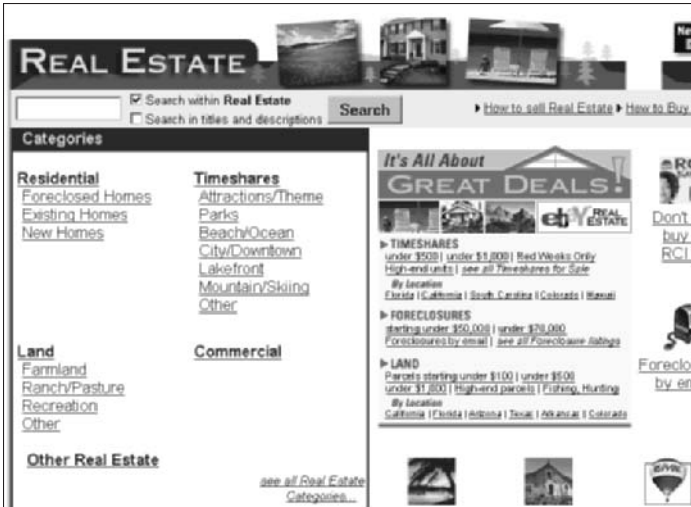 REAL ESTATE
Search within Real Estate
Search in titles and descriptions
Search
How to sell Real Estate
How to Buy
Categories
Residential
Foreclosed Homes
Existing Homes
New Homes
Timeshares
Attractions/Theme
Parks
Beach/Ocean
City/Downtown
Lakefront
Mountain/Skiing
Other
Land
Farmland
Ranch/Pasture
Recreation
Other
Commercial
Other Real Estate
see all Real Estate
Categories...
It's All About
GREAT DEALS!
ebY REAL
ESTATE
TIMESHARES
under $500 | under $1,000 | Red Weeks Only
High-end units | see all Timeshares for Sale
By Location
Florida | California | South Carolina | Colorado | Hawaii
FORECLOSURES
starting under $50,000 | under $70,000
Foreclosures by email | see all Foreclosure listings
LAND
Parcels starting under $100 | under $500
under $1,000 | High-end parcels | Fishing, Hunting
By Location
California | Florida | Arizona | Texas | Arkansas | Colorado
Ne
RC
Don't
buy
RCI
Foreclo
by em
RE/MAX